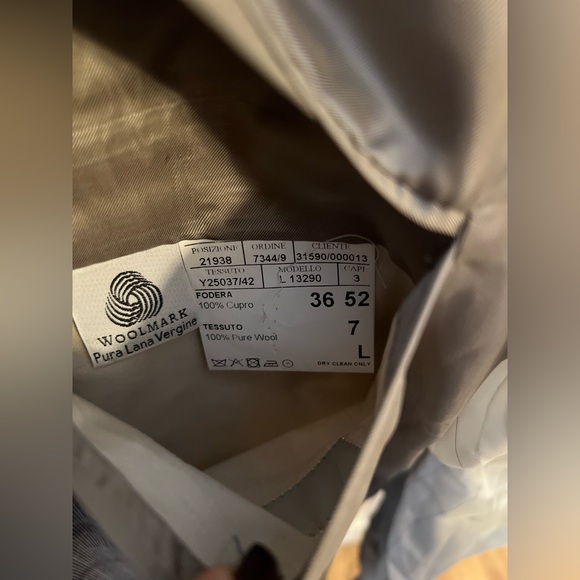 POSIZIONE ORDINE CLIENTE
21938 7344/9 31590/000013
TESSUTO MODELLO CAPI
Y25037/42 L 13290 3
FODERA 36 52
100% Cupro
TESSUTO 7
100% Pure Wool
L
DRY CLEAN ONLY
WOOLMARK
Pura Lana Vergine